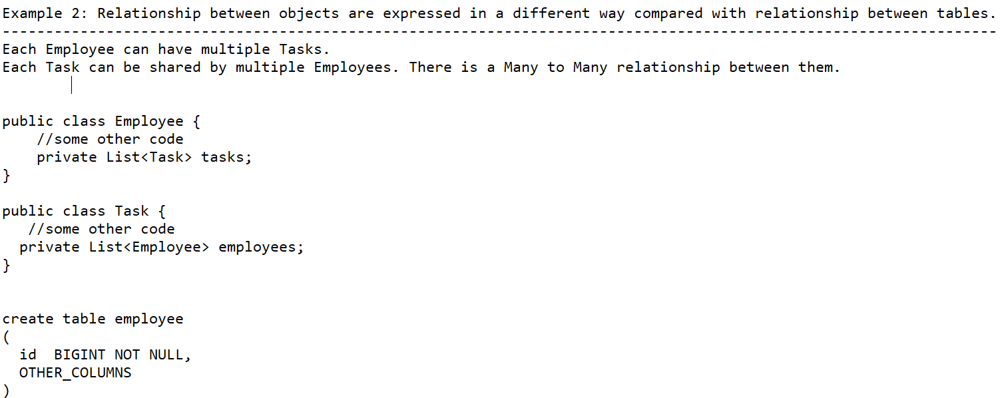 Example 2: Relationship between objects are expressed in a different way compared with relationship between tables.
-------------------------------------------------------------------------------------------------------------------
Each Employee can have multiple Tasks.
Each Task can be shared by multiple Employees. There is a Many to Many relationship between them.
public class Employee {
    //some other code
    private List<Task> tasks;
}
public class Task {
   //some other code
  private List<Employee> employees;
}
create table employee
(
  id  BIGINT NOT NULL,
  OTHER_COLUMNS
)